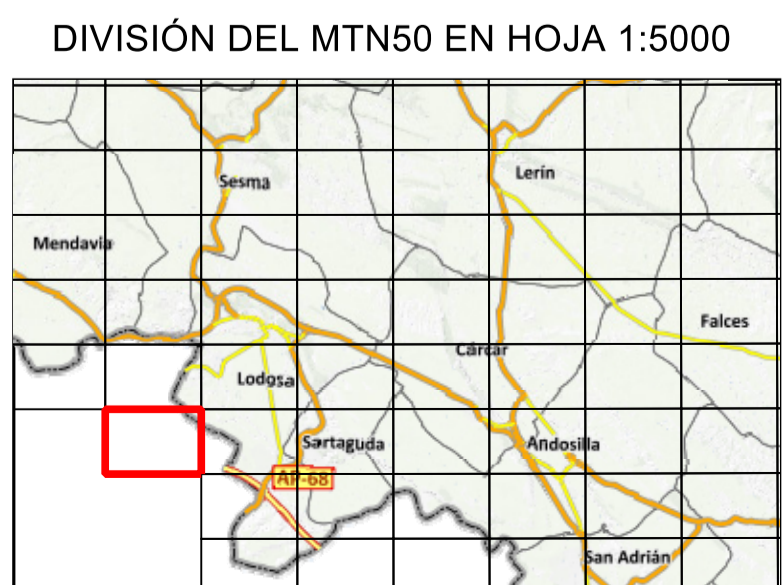 DIVISIÓN DEL MTN50 EN HOJA 1:5000
Lerín
Sesma
Mendavia
Falces
Cárcar
Lodosa
Sartaguda
Andosilla
AP-68
San Adrián